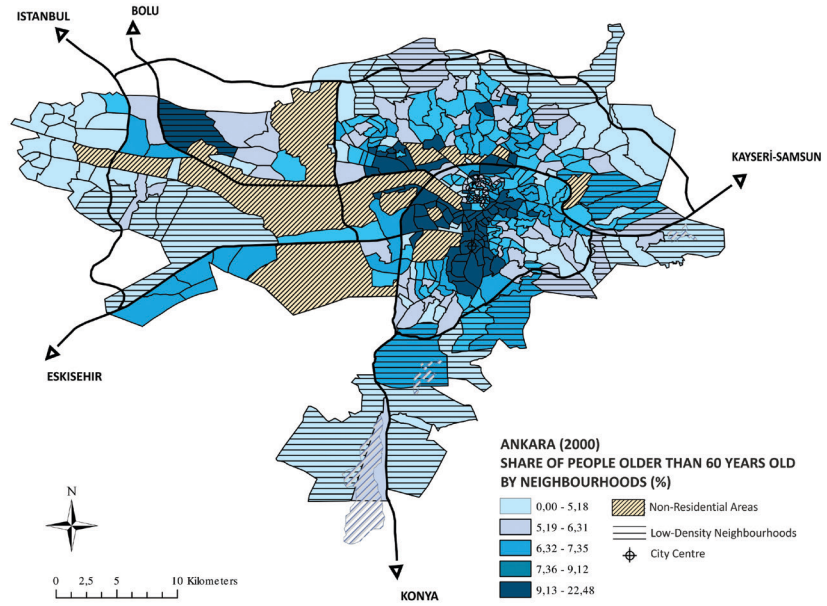 ISTANBUL
BOLU
KAYSERİ-SAMSUN
ESKISEHIR
KONYA
ANKARA (2000)
SHARE OF PEOPLE OLDER THAN 60 YEARS OLD
BY NEIGHBOURHOODS (%)
0,00 - 5,18
5,19 - 6,31
6,32 - 7,35
7,36 - 9,12
9,13 - 22,48
Non-Residential Areas
Low-Density Neighbourhoods
City Centre
N
0 2,5 5 10 Kilometers